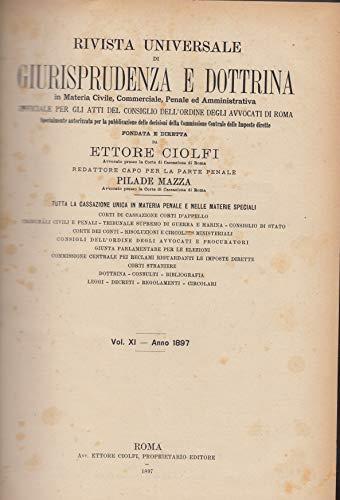 RIVISTA UNIVERSALE
DI
GIURISPRUDENZA E DOTTRINA
in Materia Civile, Commerciale, Penale ed Amministrativa
UFFICIALE PER GLI ATTI DEL CONSIGLIO DELL'ORDINE DEGLI AVVOCATI DI ROMA
Specialmente autorizzata per la pubblicazione delle decisioni della Commissione Centrale delle Imposte dirette
FONDATA E DIRETTA
DA
ETTORE CIOLFI
Avvocato presso la Corte di Cassazione di Roma
REDATTORE CAPO PER LA PARTE PENALE
PILADE MAZZA
Avvocato presso la Corte di Cassazione di Roma
TUTTA LA CASSAZIONE UNICA IN MATERIA PENALE E NELLE MATERIE SPECIALI
CORTI DI CASSAZIONE CORTI D'APPELLO
TRIBUNALI CIVILI E PENALI - TRIBUNALE SUPREMO DI GUERRA E MARINA - CONSIGLIO DI STATO
CORTE DEI CONTI - RISOLUZIONI E CIRCOLARI MINISTERIALI
CONSIGLI DELL'ORDINE DEGLI AVVOCATI E PROCURATORI
GIUNTA PARLAMENTARE PER LE ELEZIONI
COMMISSIONE CENTRALE PEI RECLAMI RISGUARDANTI LE IMPOSTE DIRETTE
CORTI STRANIERE
DOTTRINA - CONSULTI - BIBLIOGRAFIA
LEGGI - DECRETI - REGOLAMENTI - CIRCOLARI
Vol. XI — Anno 1897
ROMA
Avv. ETTORE CIOLFI, PROPRIETARIO EDITORE
1897